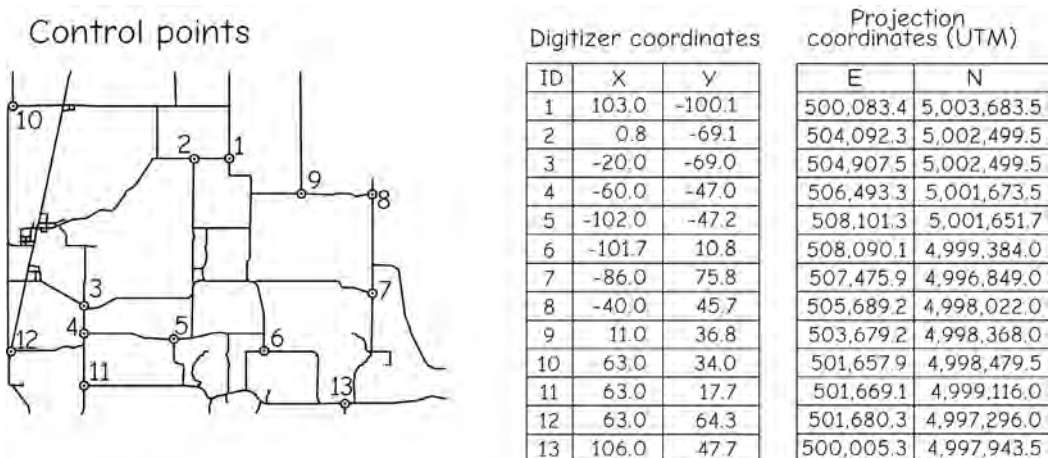 Control points
10
2 1
9
8
3
7
4
5
12
6
11
13
Digitizer coordinates
ID X Y
1 103.0 -100.1
2 0.8 -69.1
3 -20.0 -69.0
4 -60.0 -47.0
5 -102.0 -47.2
6 -101.7 10.8
7 -86.0 75.8
8 -40.0 45.7
9 11.0 36.8
10 63.0 34.0
11 63.0 17.7
12 63.0 64.3
13 106.0 47.7
Projection
coordinates (UTM)
E N
500,083.4 5,003,683.5
504,092.3 5,002,499.5
504,907.5 5,002,499.5
506,493.3 5,001,673.5
508,101.3 5,001,651.7
508,090.1 4,999,384.0
507,475.9 4,996,849.0
505,689.2 4,998,022.0
503,679.2 4,998,368.0
501,657.9 4,998,479.5
501,669.1 4,999,116.0
501,680.3 4,997,296.0
500,005.3 4,997,943.5